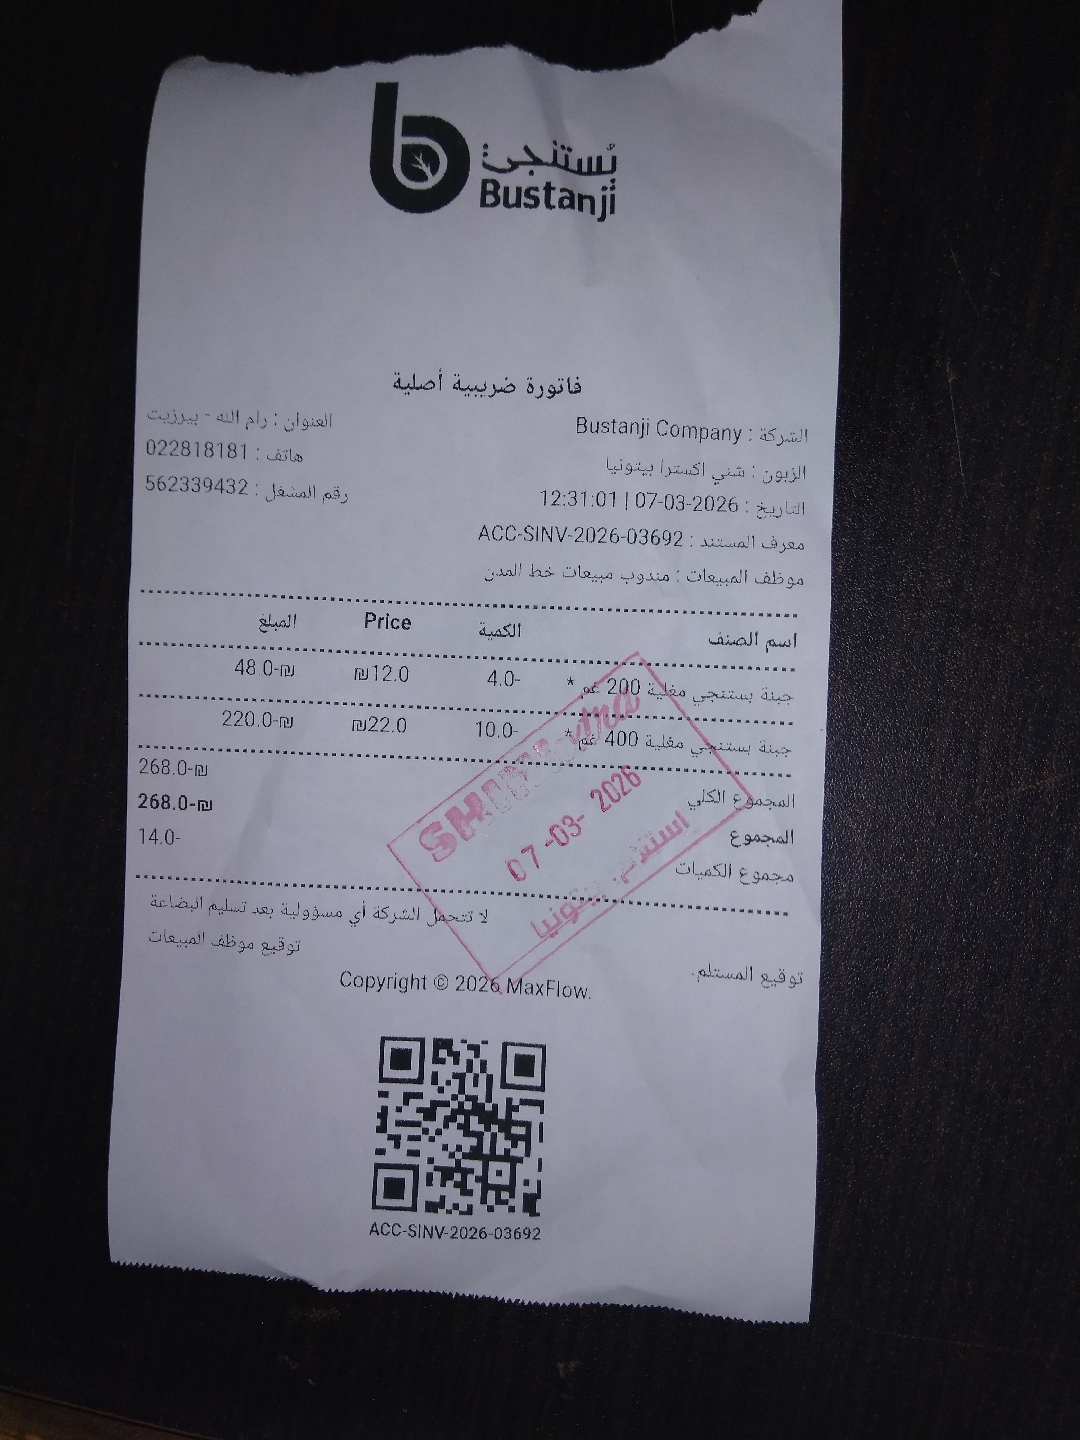 بُستنجي
Bustanji
فاتورة ضريبية أصلية
الشركة : Bustanji Company
العنوان : رام الله - بيرزيت
الزبون : شني اكسترا بيتونيا
هاتف : 022818181
التاريخ : 07-03-2026 | 12:31:01
رقم المشغل : 562339432
معرف المستند : ACC-SINV-2026-03692
موظف المبيعات : مندوب مبيعات خط المدن
اسم الصنف الكمية Price المبلغ
جبنة بستنجي مغلية 200 غم * 4.0- ₪12.0 48.0-₪
جبنة بستنجي مغلية 400 غم * 10.0- ₪22.0 220.0-₪
المجموع الكلي 268.0-₪
المجموع 268.0-₪
مجموع الكميات 14.0-
07-03-2026
بيتونيا
لا تتحمل الشركة أي مسؤولية بعد تسليم البضاعة
توقيع المستلم. توقيع موظف المبيعات
Copyright © 2026 MaxFlow.
ACC-SINV-2026-03692